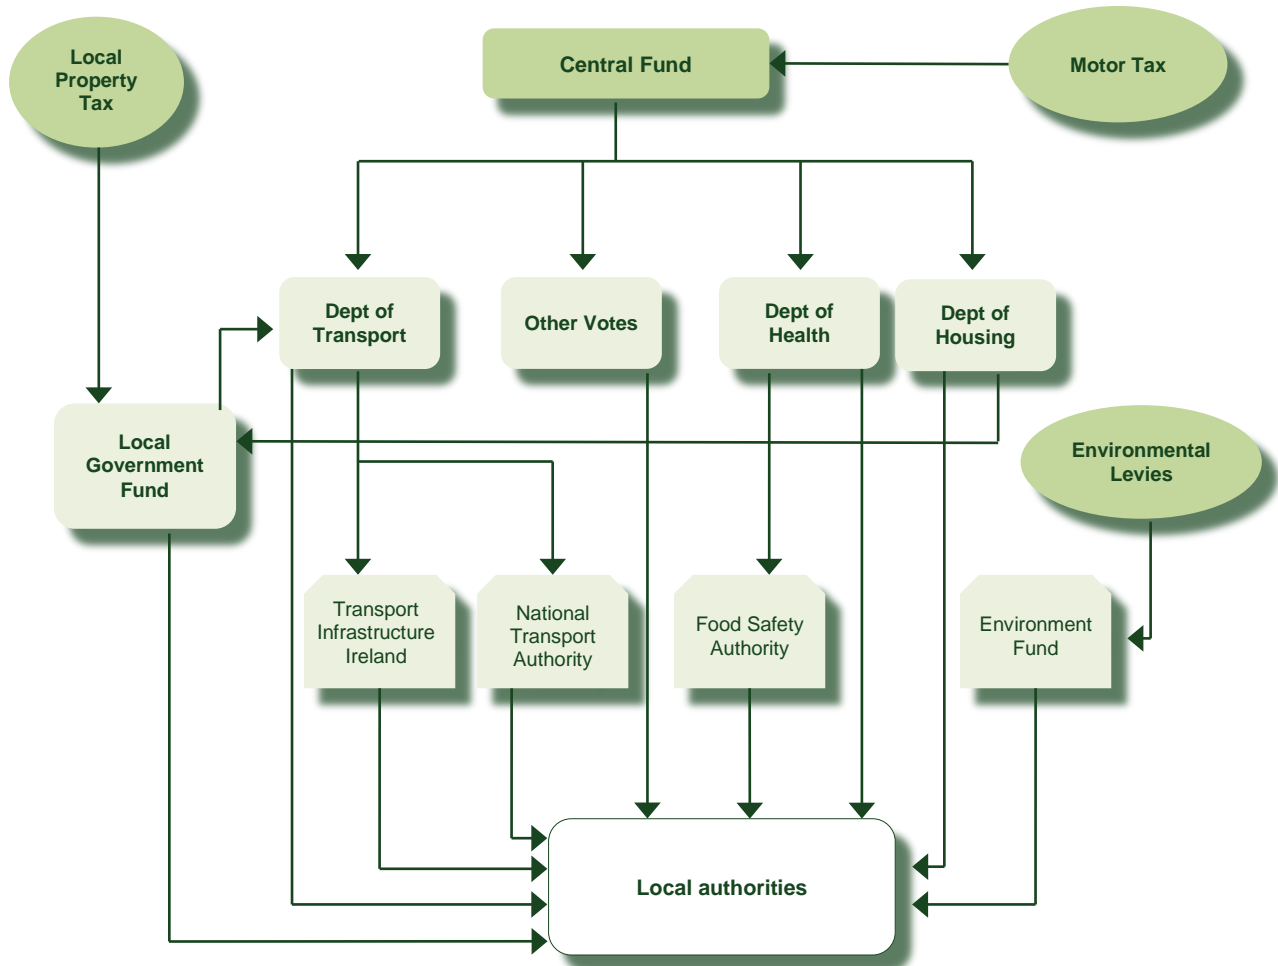 Local
Property
Tax
Central Fund
Motor Tax
Dept of
Transport
Other Votes
Dept of
Health
Dept of
Housing
Local
Government
Fund
Environmental
Levies
Transport
Infrastructure
Ireland
National
Transport
Authority
Food Safety
Authority
Environment
Fund
Local authorities